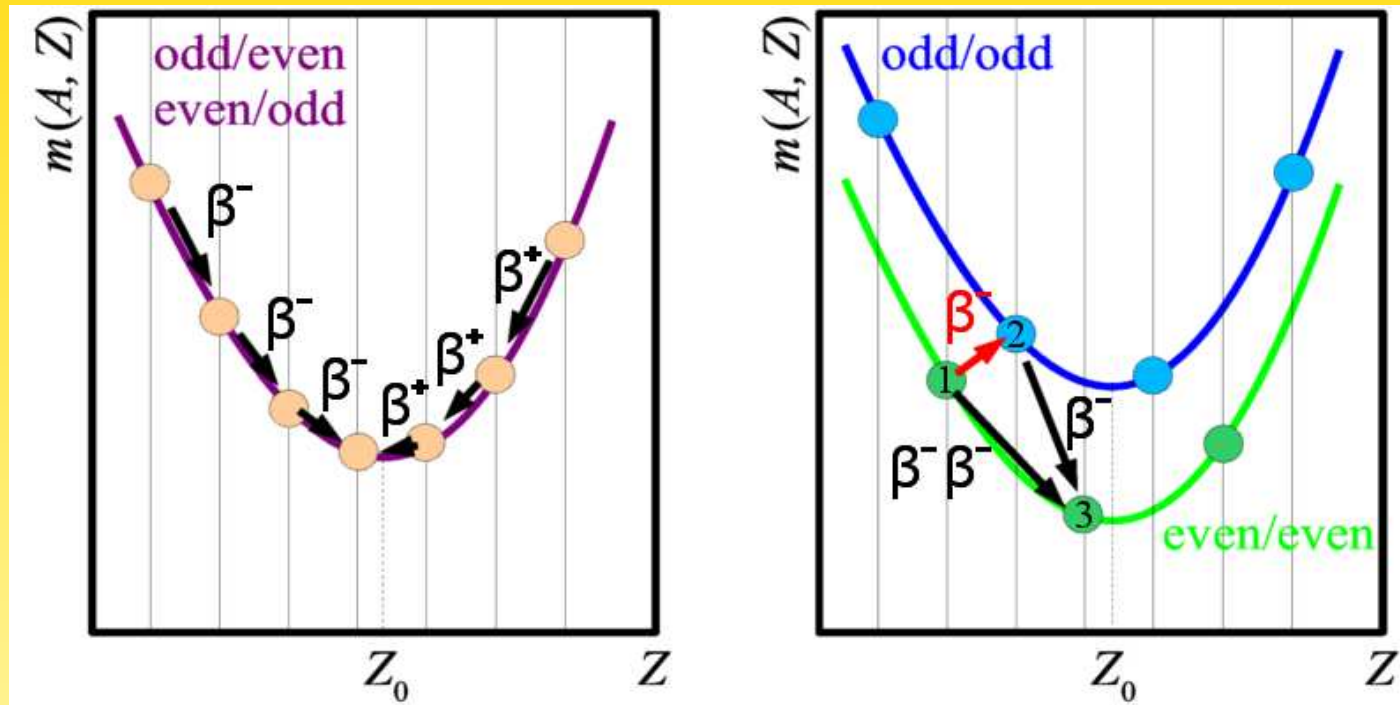 m (A, Z)
odd/even
even/odd
β⁻
β⁻
β⁻
β⁺
β⁺
β⁺
Z₀
Z
m (A, Z)
odd/odd
β⁻
2
1
β⁻
β⁻β⁻
3
even/even
Z₀
Z